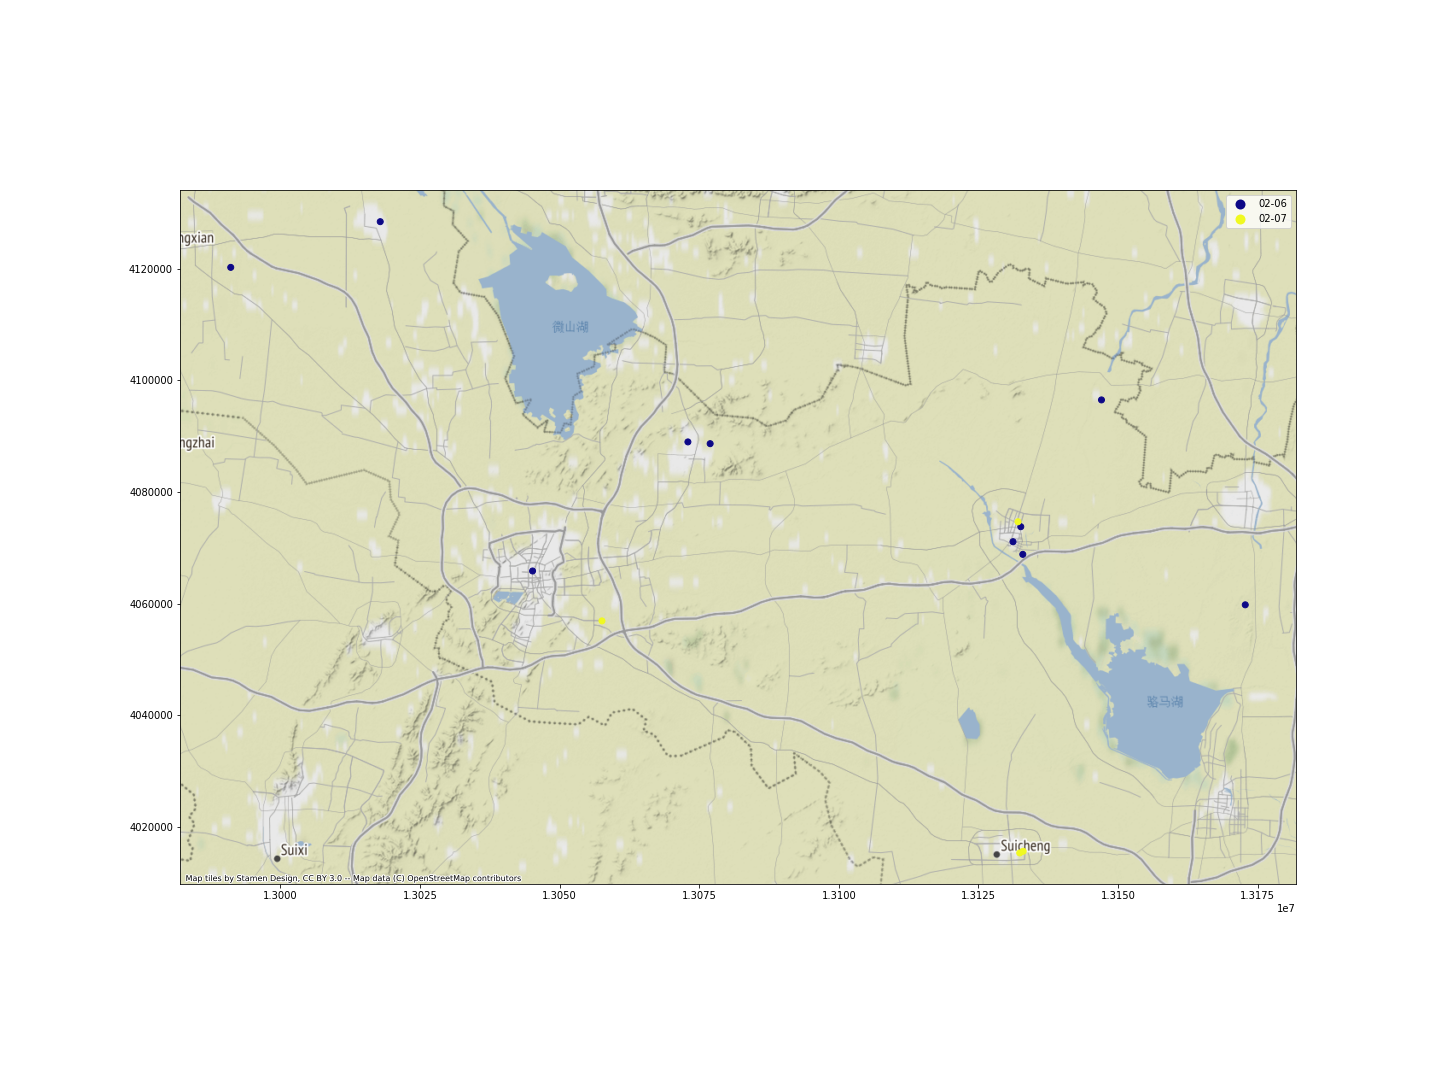 02-06
02-07
ngxian
4120000
微山湖
4100000
ngzhai
4080000
4060000
骆马湖
4040000
4020000
Suixi
Suicheng
Map tiles by Stamen Design, CC BY 3.0 -- Map data (C) OpenStreetMap contributors
1.3000
1.3025
1.3050
1.3075
1.3100
1.3125
1.3150
1.3175
1e7